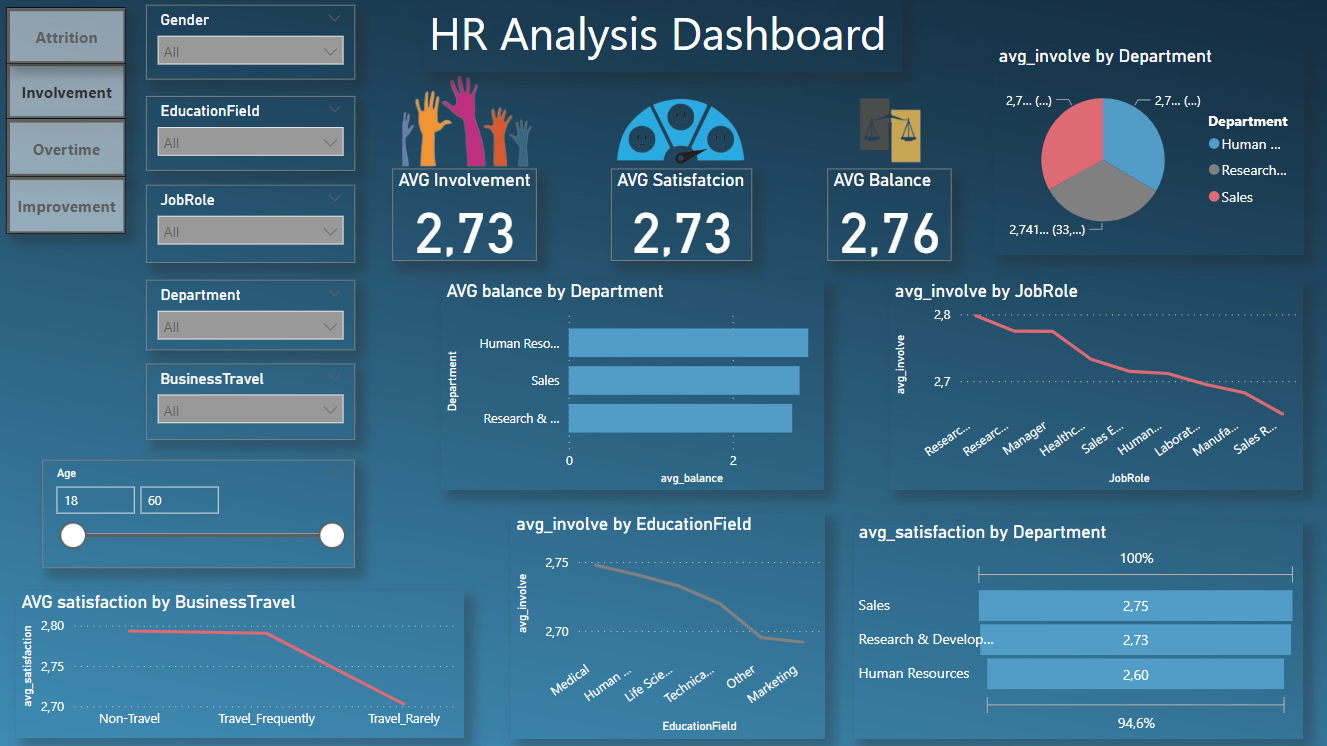 HR Analysis Dashboard
Attrition
Involvement
Overtime
Improvement
Gender
All
EducationField
All
JobRole
All
Department
All
BusinessTravel
All
Age
18 60
AVG Involvement
2,73
AVG Satisfatcion
2,73
AVG Balance
2,76
avg_involve by Department
2,7... (...)
2,7... (...)
2,741... (33,...)
Department
Human ...
Research...
Sales
AVG balance by Department
Department
Human Reso...
Sales
Research & ...
0 2
avg_balance
avg_involve by JobRole
avg_involve
2,8
2,7
Researc...
Researc...
Manager
Healthc...
Sales E...
Human...
Laborat...
Manufa...
Sales R...
JobRole
AVG satisfaction by BusinessTravel
avg_satisfaction
2,80
2,75
2,70
Non-Travel Travel_Frequently Travel_Rarely
avg_involve by EducationField
avg_involve
2,75
2,70
Medical
Human ...
Life Scie...
Technica...
Other
Marketing
EducationField
avg_satisfaction by Department
100%
Sales 2,75
Research & Develop... 2,73
Human Resources 2,60
94,6%